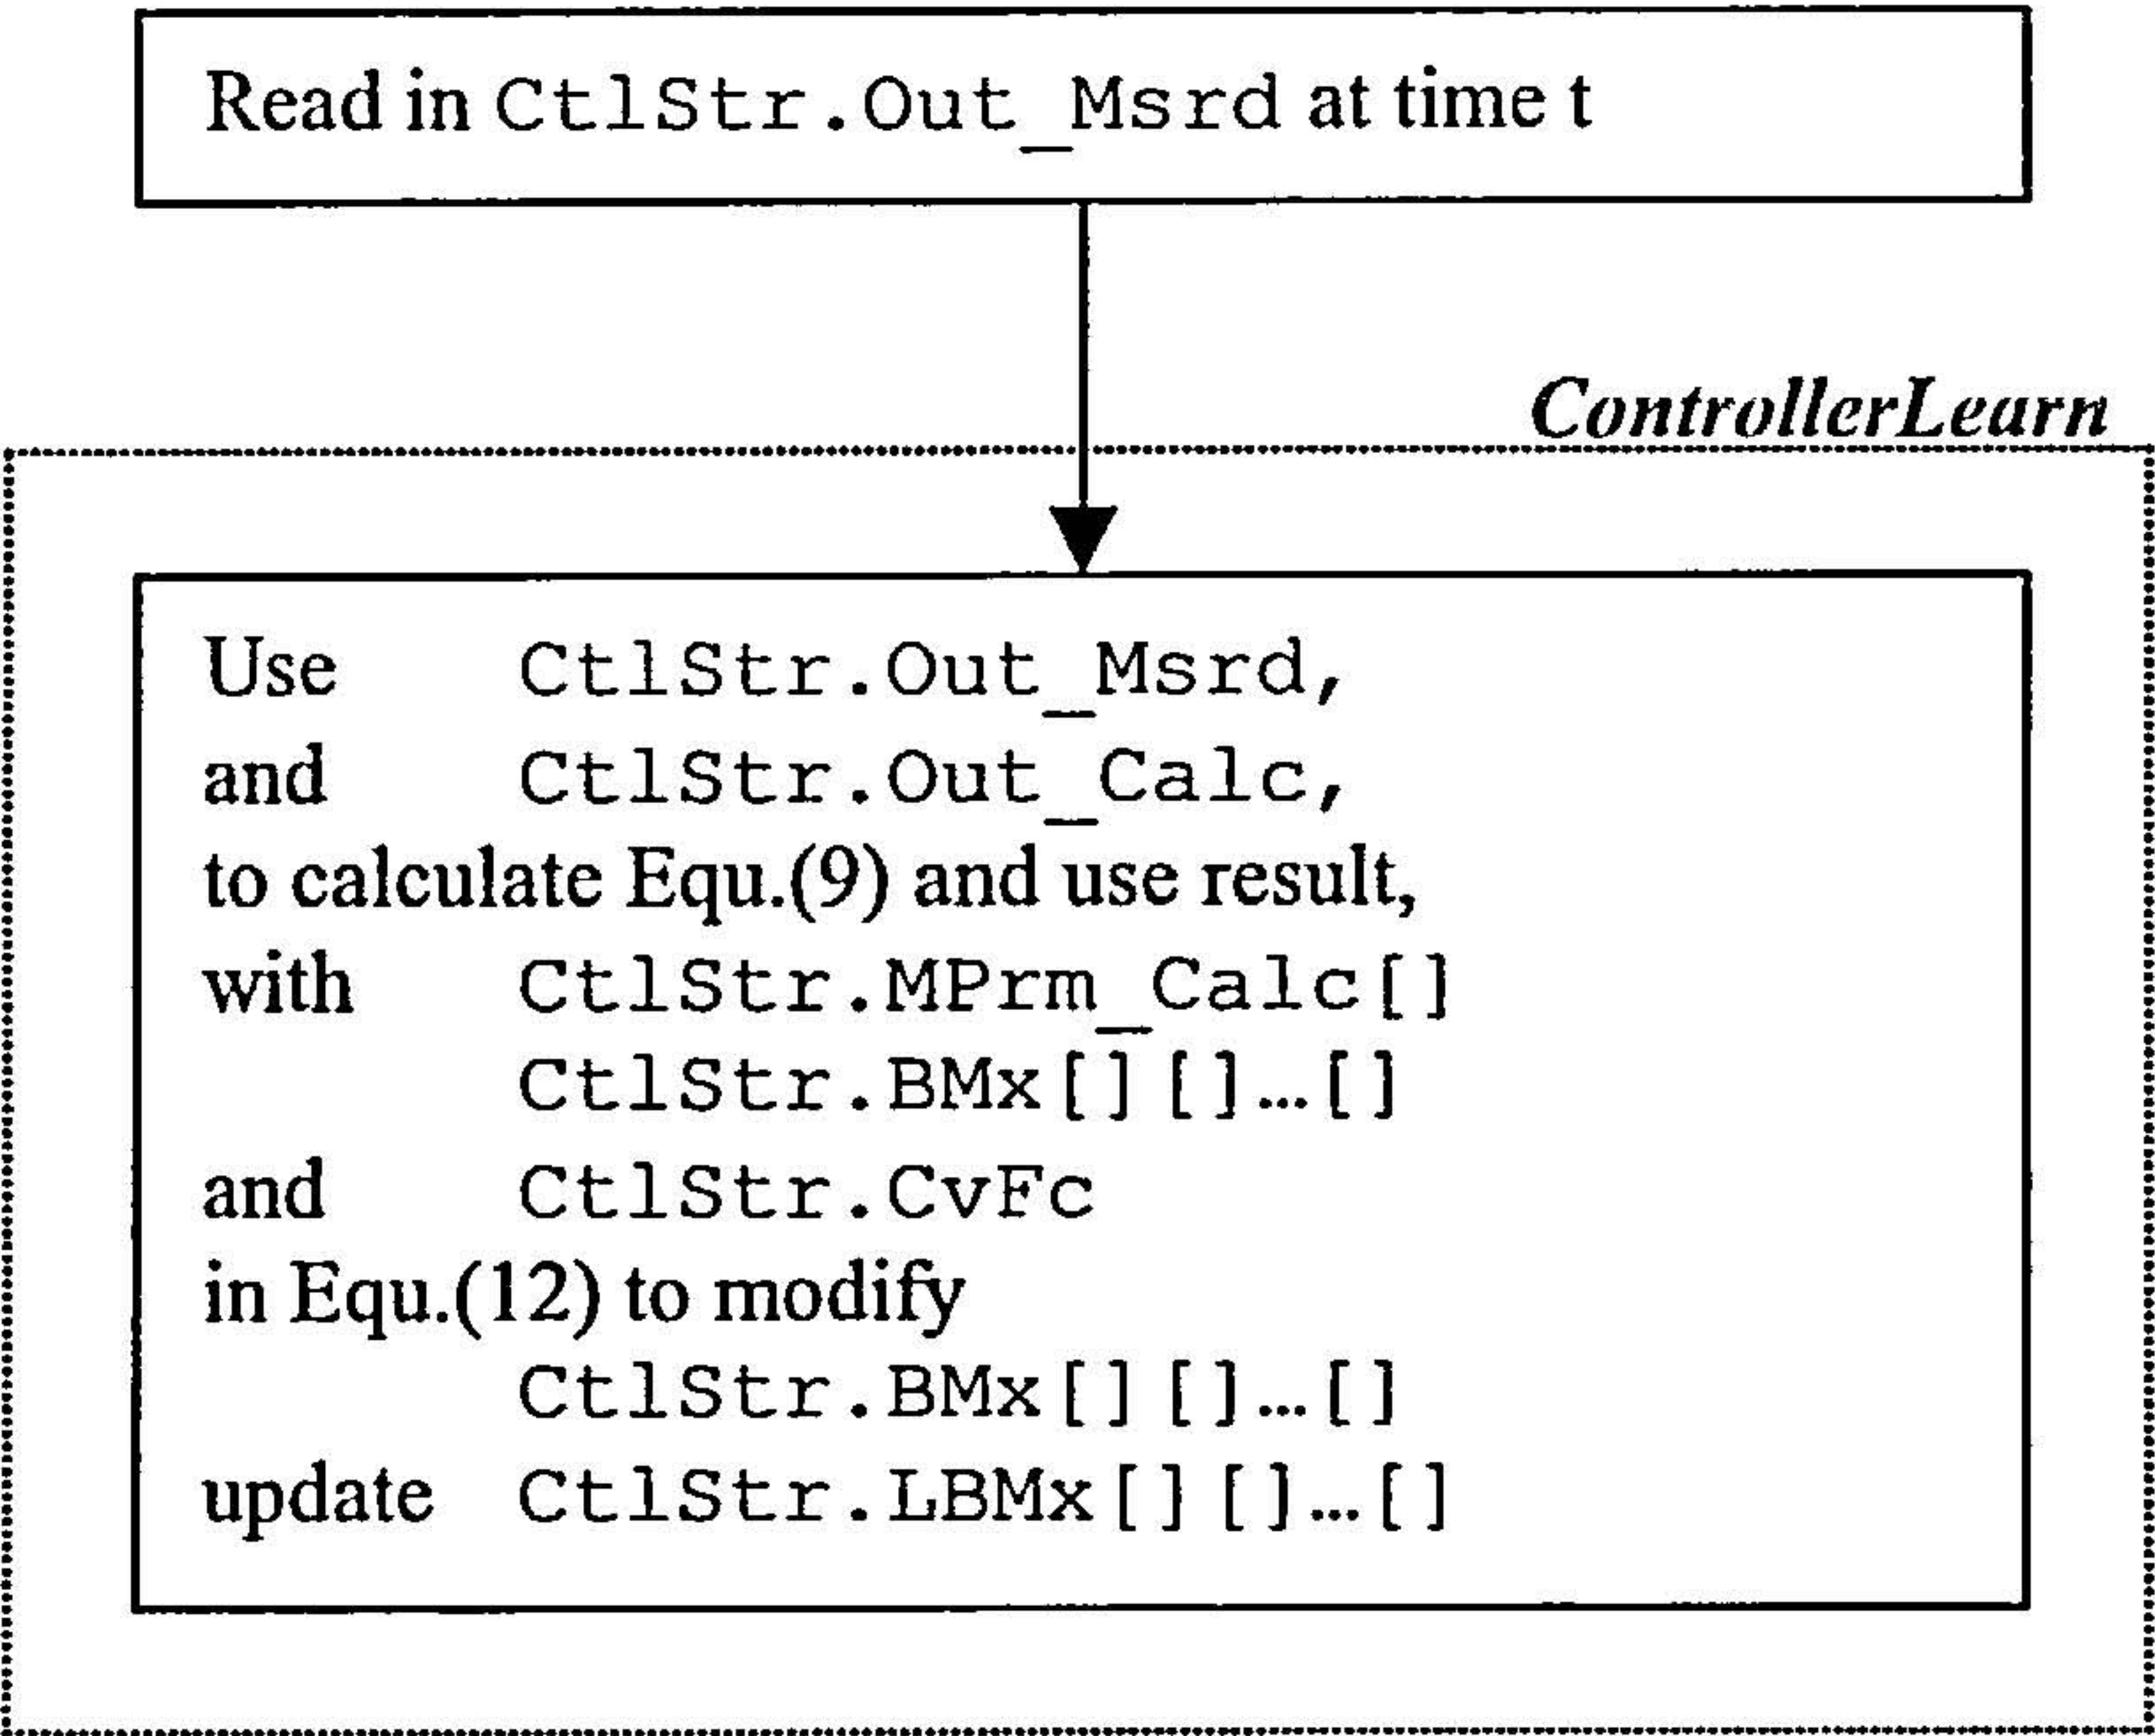 Read in CtlStr.Out_Msrd at time t
ControllerLearn
Use CtlStr.Out_Msrd,
and CtlStr.Out_Calc,
to calculate Equ.(9) and use result,
with CtlStr.MPrm_Calc[]
CtlStr.BMx[][]…[]
and CtlStr.CvFc
in Equ.(12) to modify
CtlStr.BMx[][]…[]
update CtlStr.LBMx[][]…[]